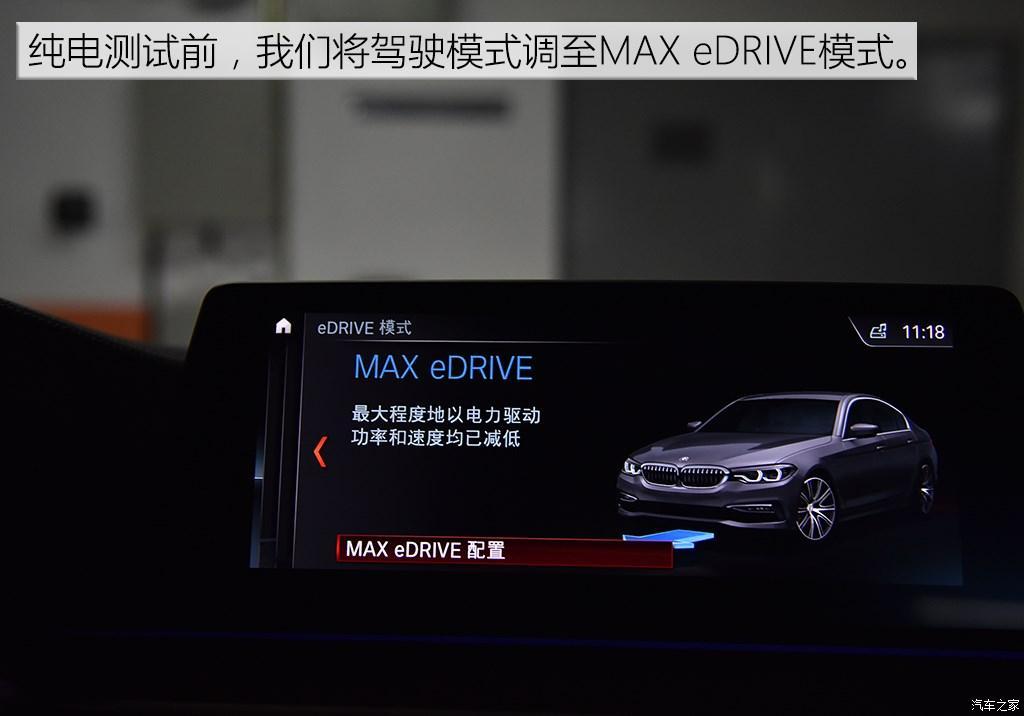 纯电测试前，我们将驾驶模式调至MAX eDRIVE模式。
eDRIVE 模式
11:18
MAX eDRIVE
最大程度地以电力驱动
功率和速度均已减低
MAX eDRIVE 配置
汽车之家